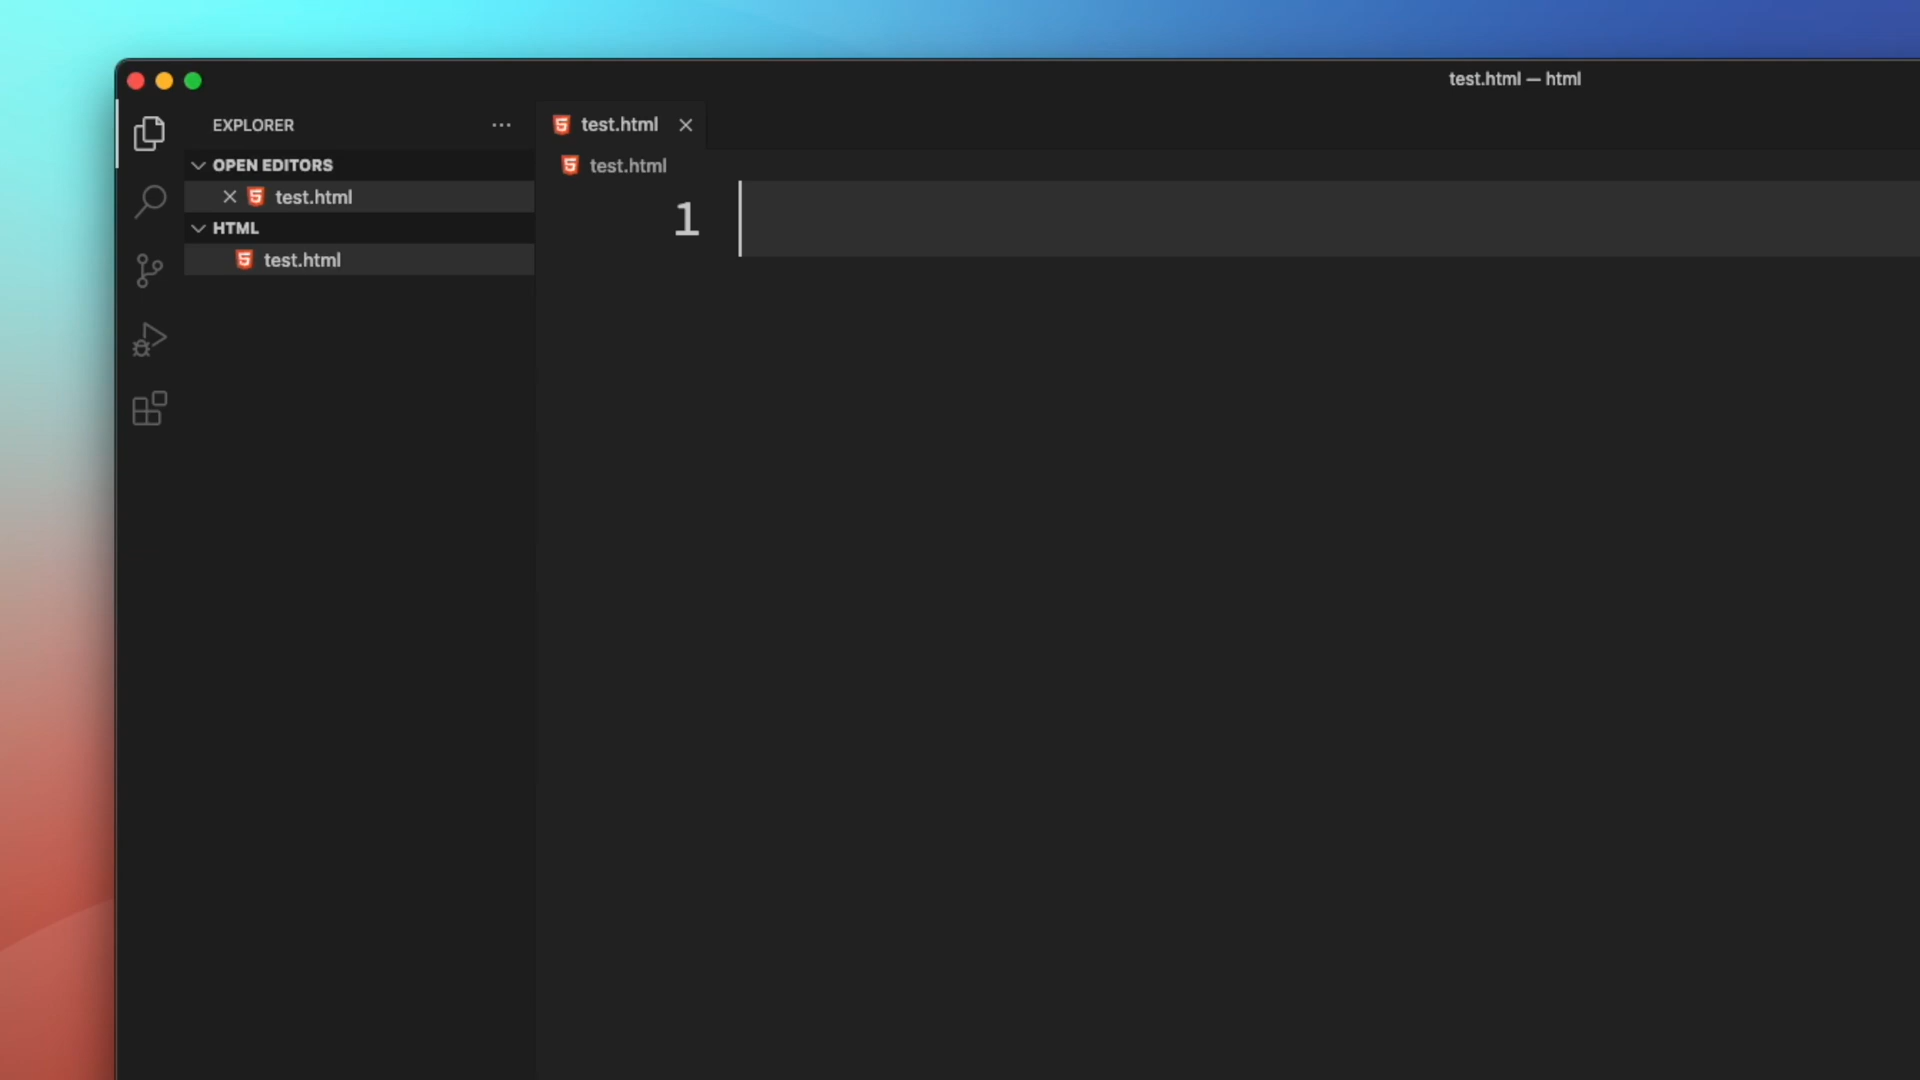 test.html — html
EXPLORER
test.html
OPEN EDITORS
test.html
test.html
HTML
test.html
1